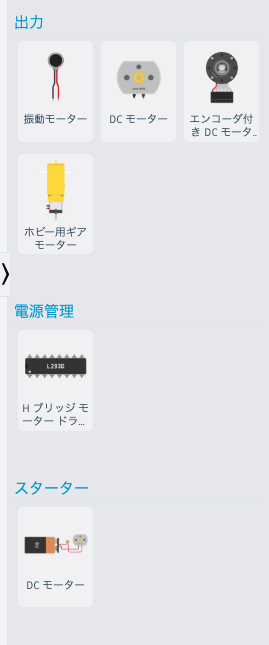 出力
振動モーター
DC モーター
エンコーダ付
き DC モータ..
ホビー用ギア
モーター
電源管理
L293D
H ブリッジ モ
ーター ドラ...
スターター
9V
DC モーター